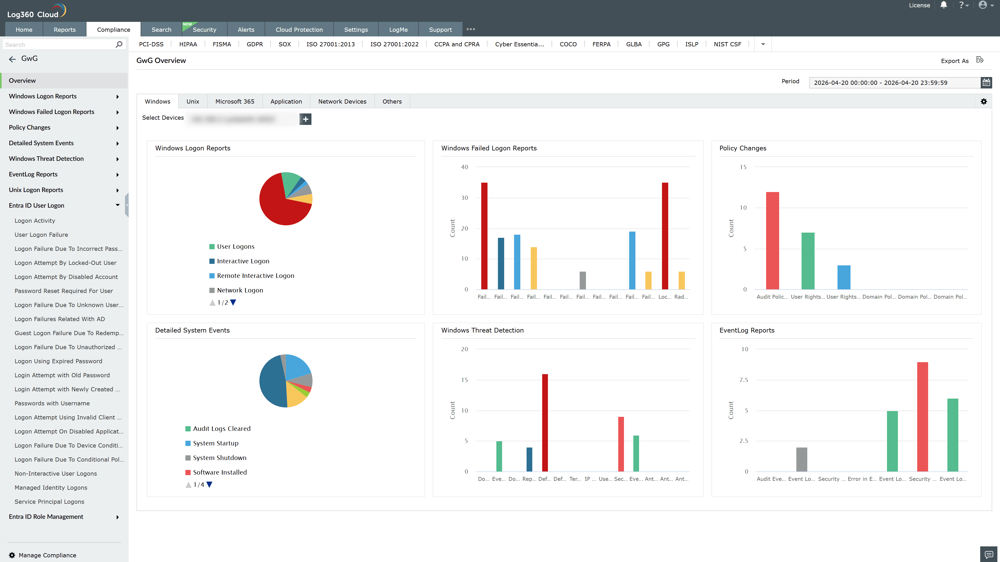 License
Log360 Cloud
Home
Reports
Compliance
Search
NEW
Security
Alerts
Cloud Protection
Settings
LogMe
Support
Search
PCI-DSS
HIPAA
FISMA
GDPR
SOX
ISO 27001:2013
ISO 27001:2022
CCPA and CPRA
Cyber Essentia...
COCO
FERPA
GLBA
GPG
ISLP
NIST CSF
GwG
Overview
Windows Logon Reports
Windows Failed Logon Reports
Policy Changes
Detailed System Events
Windows Threat Detection
EventLog Reports
Unix Logon Reports
Entra ID User Logon
Logon Activity
User Logon Failure
Logon Failure Due To Incorrect Pass...
Logon Attempt By Locked-Out User
Logon Attempt By Disabled Account
Password Reset Required For User
Logon Failure Due To Unknown User...
Logon Failures Related With AD
Guest Logon Failure Due To Redemp...
Logon Failure Due To Unauthorized ...
Logon Using Expired Password
Login Attempt with Old Password
Login Attempt with Newly Created ...
Passwords with Username
Logon Attempt Using Invalid Client ...
Logon Attempt On Disabled Applicat...
Logon Failure Due To Device Conditi...
Logon Failure Due To Conditional Pol...
Non-Interactive User Logons
Managed Identity Logons
Service Principal Logons
Entra ID Role Management
Manage Compliance
GwG Overview
Export As
Period
2026-04-20 00:00:00 - 2026-04-20 23:59:59
Windows
Unix
Microsoft 365
Application
Network Devices
Others
Select Devices
Windows Logon Reports
User Logons
Interactive Logon
Remote Interactive Logon
Network Logon
1/2
Windows Failed Logon Reports
40
30
20
10
0
Count
Fail... Fail... Fail... Fail... Fail... Fail... Fail... Fail... Fail... Fail... Fail... Loc... Rad...
Policy Changes
15
10
5
0
Count
Audit Polic... User Rights... User Rights... Domain Pol... Domain Pol... Domain Pol...
Detailed System Events
Audit Logs Cleared
System Startup
System Shutdown
Software Installed
1/4
Windows Threat Detection
20
15
10
5
0
Count
Do... Eve... Do... Rep... Def... Def... Ter... IP ... Use... Sec... Eve... Ant... Ant... Ant...
EventLog Reports
10
7.5
5
2.5
0
Count
Audit Eve... Event Lo... Security ... Error in E... Event Lo... Security ... Event Lo...